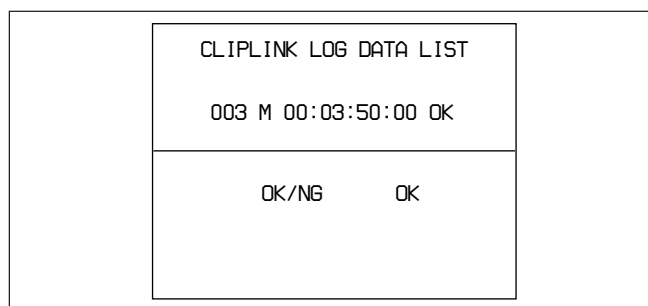 CLIPLINK LOG DATA LIST
003 M 00:03:50:00 OK
OK/NG OK